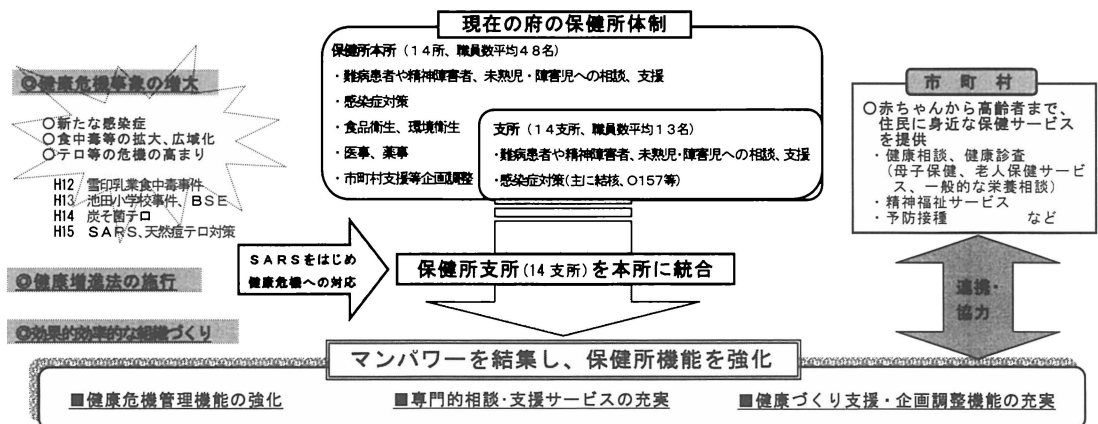 現在の府の保健所体制
保健所本所（１４所、職員数平均４８名）
・難病患者や精神障害者、未熟児・障害児への相談、支援
・感染症対策
・食品衛生、環境衛生
・医事、薬事
・市町村支援等企画調整
支所（１４支所、職員数平均１３名）
・難病患者や精神障害者、未熟児・障害児への相談、支援
・感染症対策（主に結核、Ｏ157等）
◎健康危機事象の増大
○新たな感染症
○食中毒等の拡大、広域化
○テロ等の危機の高まり
H12　雪印乳業食中毒事件
H13　池田小学校事件、ＢＳＥ
H14　炭そ菌テロ
H15　ＳＡＲＳ、天然痘テロ対策
◎健康増進法の施行
◎効果的効率的な組織づくり
ＳＡＲＳをはじめ
健康危機への対応
保健所支所（14 支所）を本所に統合
市　町　村
○赤ちゃんから高齢者まで、
住民に身近な保健サービス
を提供
・健康相談、健康診査
（母子保健、老人保健サービ
ス、一般的な栄養相談）
・精神福祉サービス
・予防接種　　　　など
連携・
協力
マンパワーを結集し、保健所機能を強化
■健康危機管理機能の強化
■専門的相談・支援サービスの充実
■健康づくり支援・企画調整機能の充実